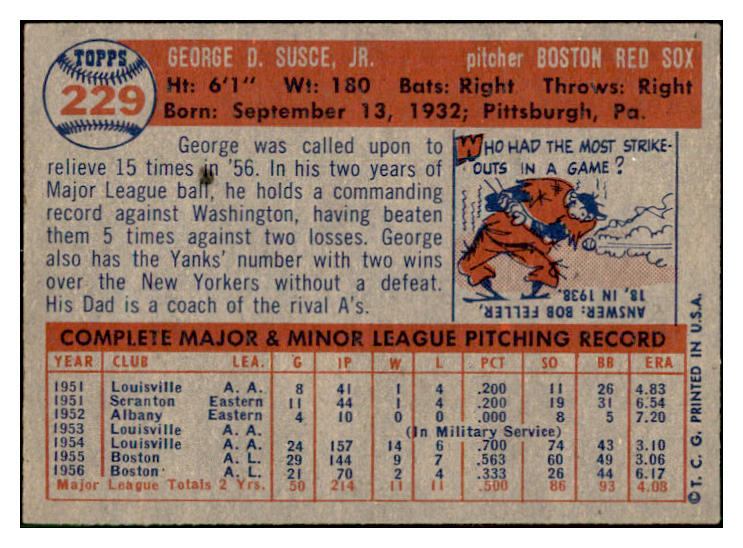 TOPPS
229
GEORGE D. SUSCE, JR. pitcher BOSTON RED SOX
Ht: 6'1" Wt: 180 Bats: Right Throws: Right
Born: September 13, 1932; Pittsburgh, Pa.
George was called upon to
relieve 15 times in '56. In his two years of
Major League ball, he holds a commanding
record against Washington, having beaten
them 5 times against two losses. George
also has the Yanks' number with two wins
over the New Yorkers without a defeat.
His Dad is a coach of the rival A's.
WHO HAD THE MOST STRIKE-
OUTS IN A GAME?
ANSWER: BOB FELLER.
18, IN 1938.
COMPLETE MAJOR & MINOR LEAGUE PITCHING RECORD
YEAR CLUB LEA. G IP W L PCT SO BB ERA
1951 Louisville A. A. 8 41 1 4 .200 11 26 4.83
1951 Scranton Eastern 11 44 1 4 .200 19 31 6.54
1952 Albany Eastern 4 10 0 0 .000 8 5 7.20
1953 Louisville A. A. (In Military Service)
1954 Louisville A. A. 24 157 14 6 .700 74 43 3.10
1955 Boston A. L. 29 144 9 7 .563 60 49 3.06
1956 Boston A. L. 21 70 2 4 .333 26 44 6.17
Major League Totals 2 Yrs. 50 214 11 11 .500 86 93 4.08
© T. C. G. PRINTED IN U.S.A.